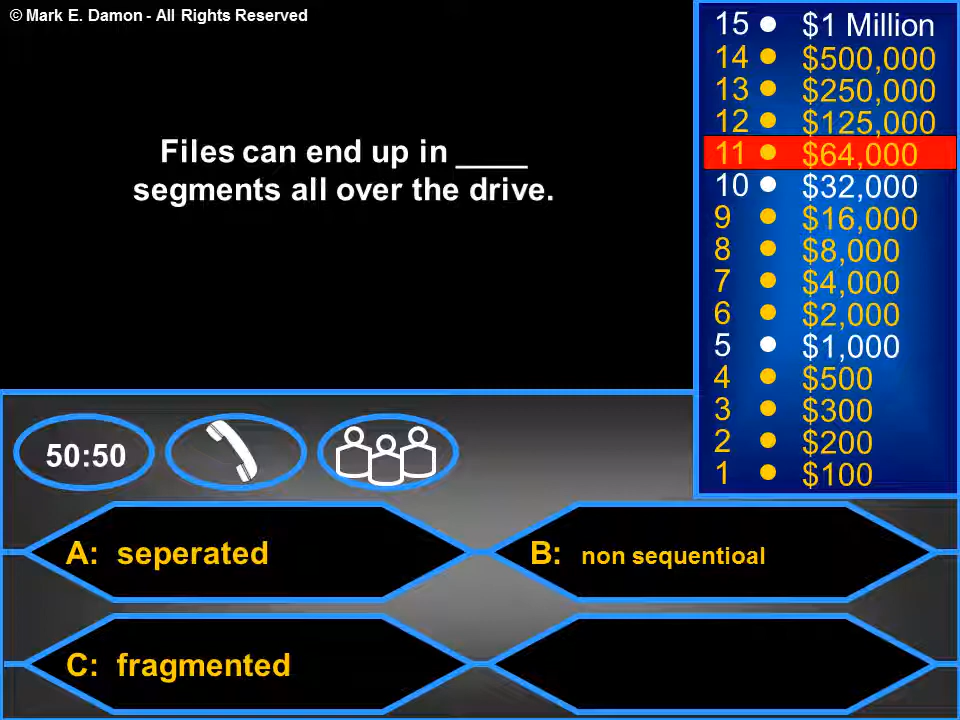 © Mark E. Damon - All Rights Reserved
Files can end up in ____
segments all over the drive.
15 • $1 Million
14 • $500,000
13 • $250,000
12 • $125,000
11 • $64,000
10 • $32,000
9 • $16,000
8 • $8,000
7 • $4,000
6 • $2,000
5 • $1,000
4 • $500
3 • $300
2 • $200
1 • $100
50:50
A: seperated
B: non sequentioal
C: fragmented